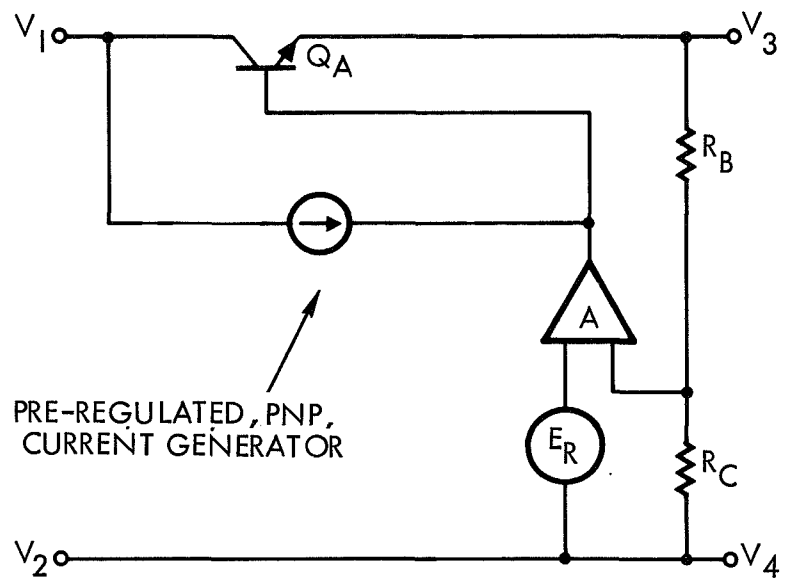 V1
V3
QA
RB
A
PRE-REGULATED, PNP,
CURRENT GENERATOR
ER
RC
V2
V4